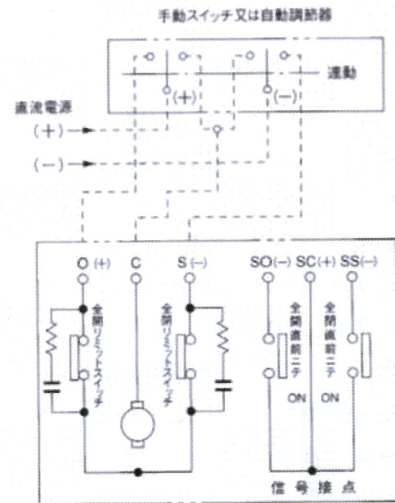 手動スイッチ又は自動調節器
連動
(+)
(−)
直流電源
(+)
(−)
O (+) C S (−) SO(−) SC(+) SS(−)
全開リミットスイッチ
全閉リミットスイッチ
全開直前ニテ
ON
全閉直前ニテ
ON
信号接点